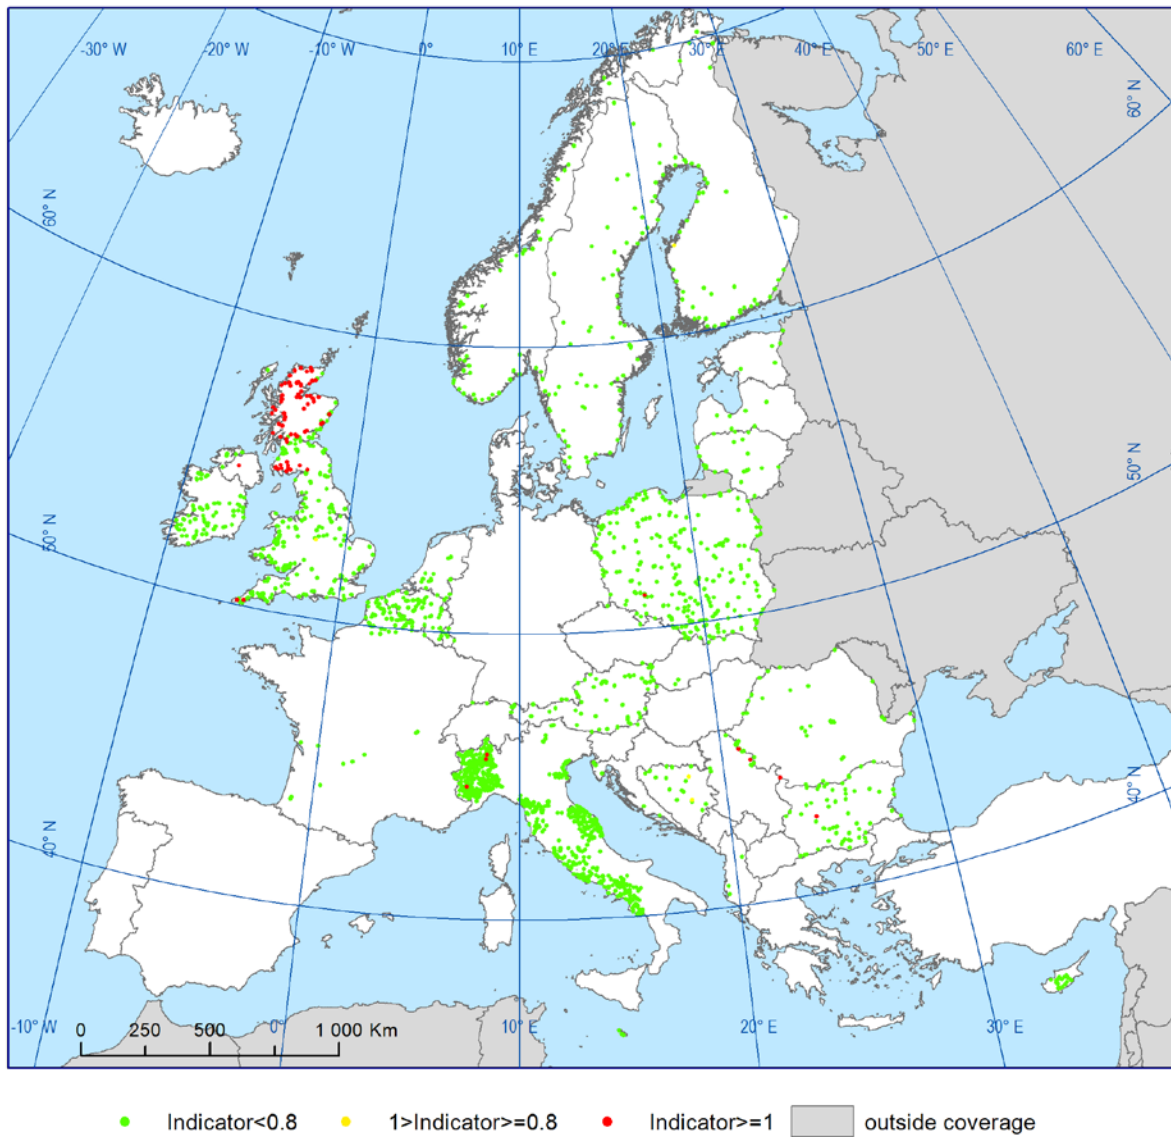 -30° W
-20° W
-10° W
0°
10° E
20° E
30° E
40° E
50° E
60° E
60° N
60° N
50° N
50° N
40° N
40° N
-10° W
0°
10° E
20° E
30° E
0 250 500 1 000 Km
Indicator<0.8 1>Indicator>=0.8 Indicator>=1 outside coverage